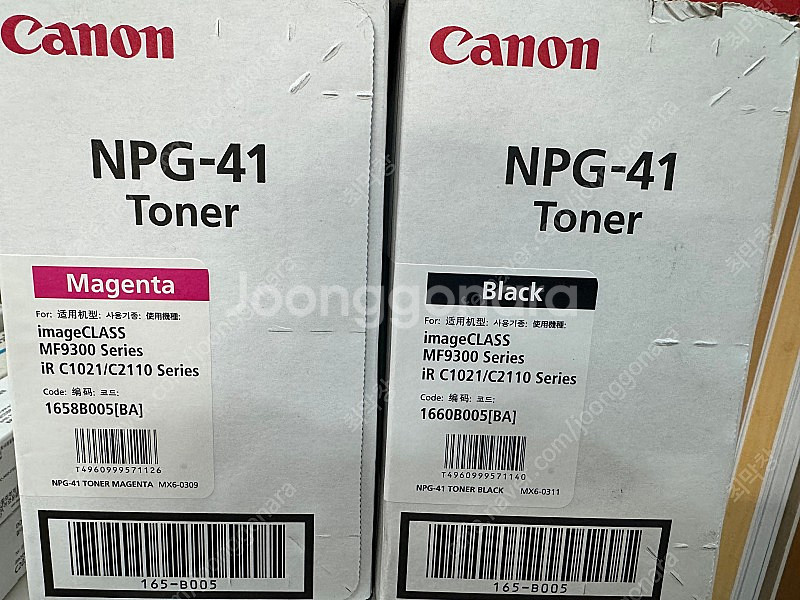 Canon
NPG-41
Toner
Magenta
For: 适用机型: 사용기종: 使用機種:
imageCLASS
MF9300 Series
iR C1021/C2110 Series
Code: 编码: 코드:
1658B005[BA]
T4960999571126
NPG-41 TONER MAGENTA MX6-0309
165-B005
Canon
NPG-41
Toner
Black
For: 适用机型: 사용기종: 使用機種:
imageCLASS
MF9300 Series
iR C1021/C2110 Series
Code: 编码: 코드:
1660B005[BA]
T4960999571140
NPG-41 TONER BLACK MX6-0311
165-B005
Joonggonara